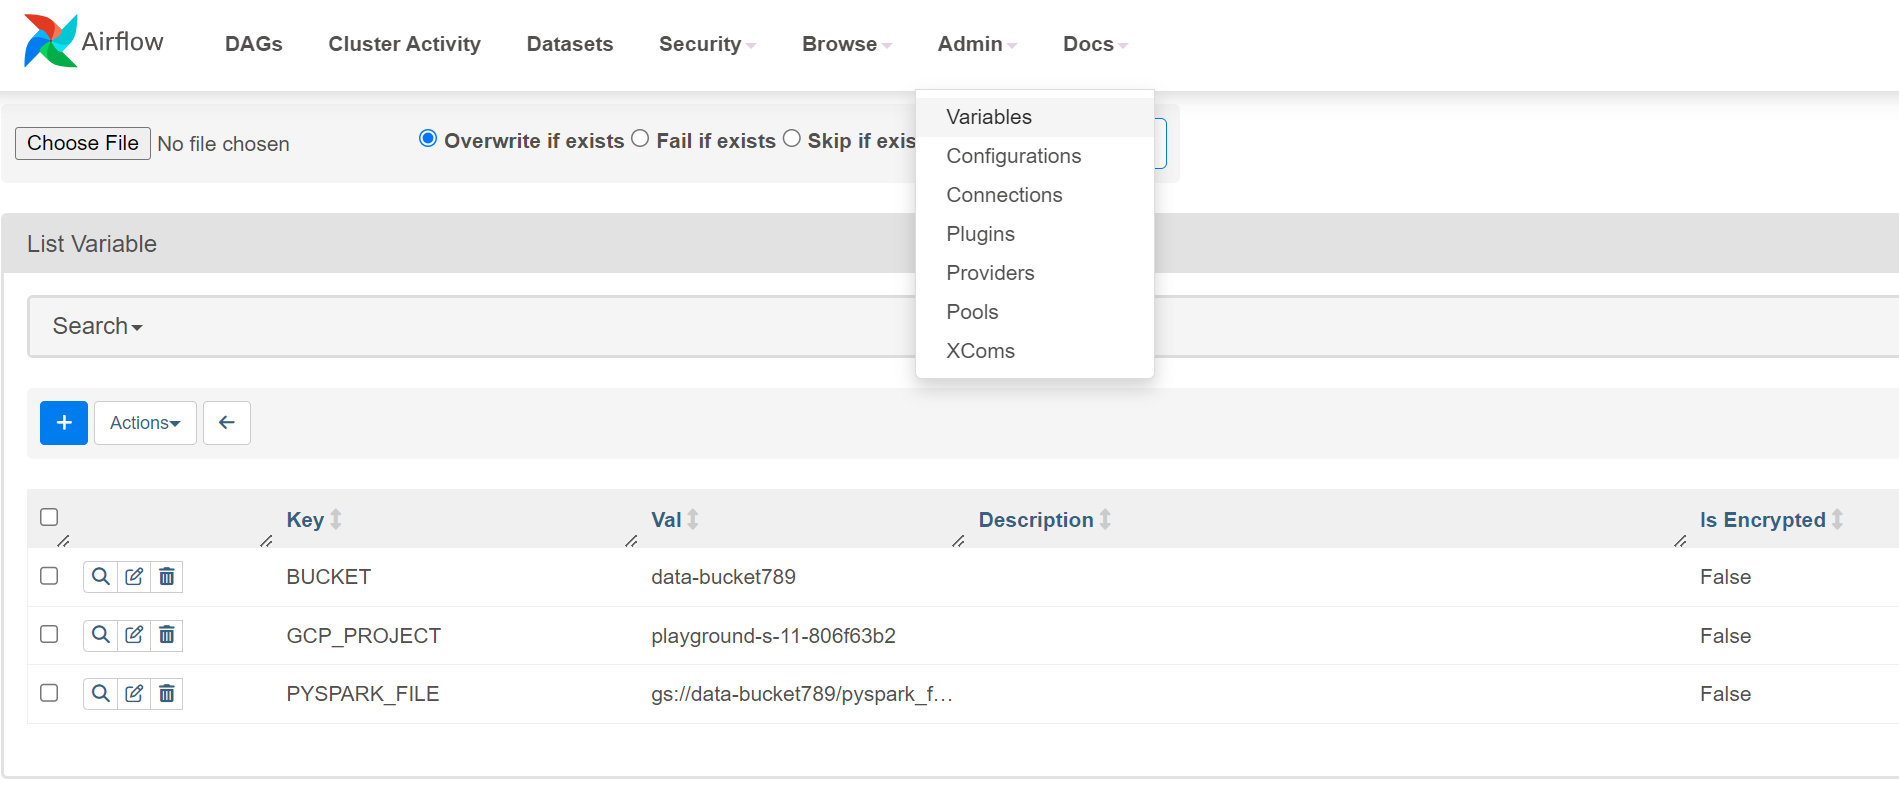 Airflow DAGs Cluster Activity Datasets Security Browse Admin Docs
Variables
Configurations
Connections
Plugins
Providers
Pools
XComs
Choose File No file chosen Overwrite if exists Fail if exists Skip if exis
List Variable
Search
Actions
Key Val Description Is Encrypted
BUCKET data-bucket789 False
GCP_PROJECT playground-s-11-806f63b2 False
PYSPARK_FILE gs://data-bucket789/pyspark_f... False